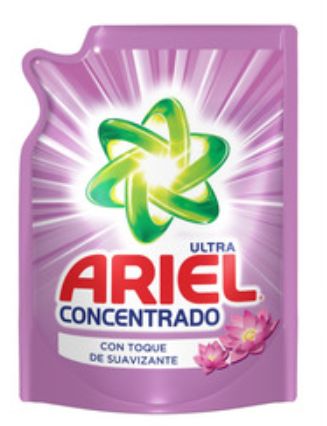 ULTRA
ARIEL
CONCENTRADO
CON TOQUE
DE SUAVIZANTE